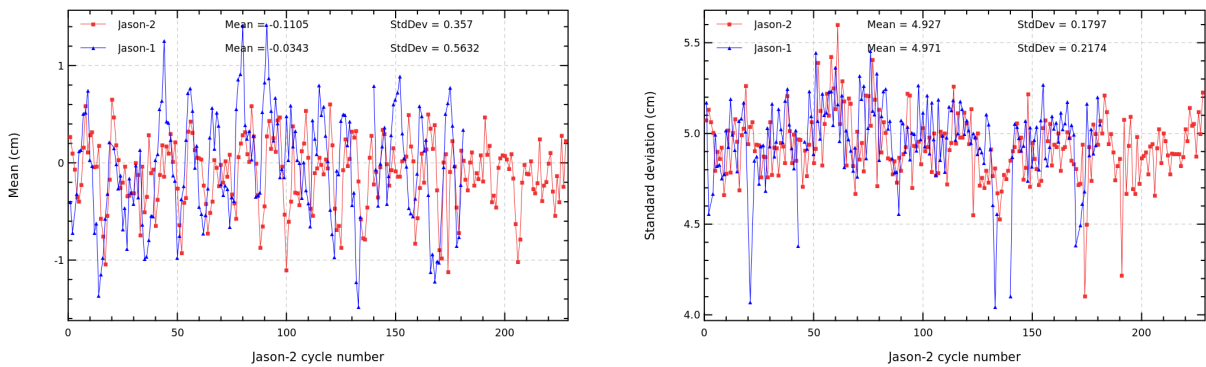 Jason-2 Mean = -0.1105 StdDev = 0.357
Jason-1 Mean = -0.0343 StdDev = 0.5632
1
0
-1
Mean (cm)
0 50 100 150 200
Jason-2 cycle number
Jason-2 Mean = 4.927 StdDev = 0.1797
Jason-1 Mean = 4.971 StdDev = 0.2174
5.5
5.0
4.5
4.0
Standard deviation (cm)
0 50 100 150 200
Jason-2 cycle number